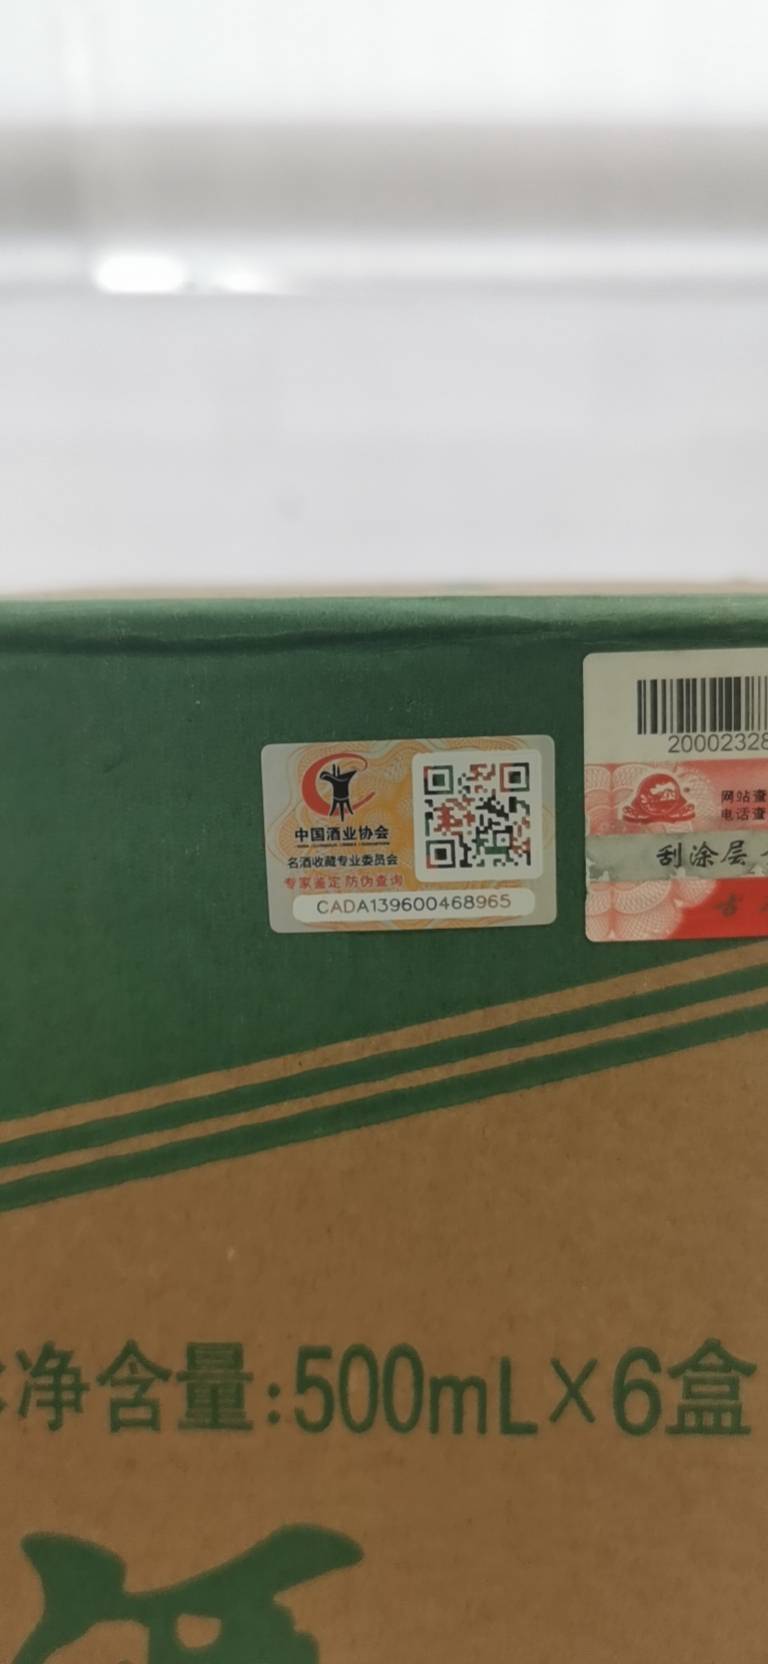 中国酒业协会
名酒收藏专业委员会
专家鉴定 防伪查询
CADA139600468965
20002328
网站查
电话查
刮涂层
净含量:500mL×6盒
酒